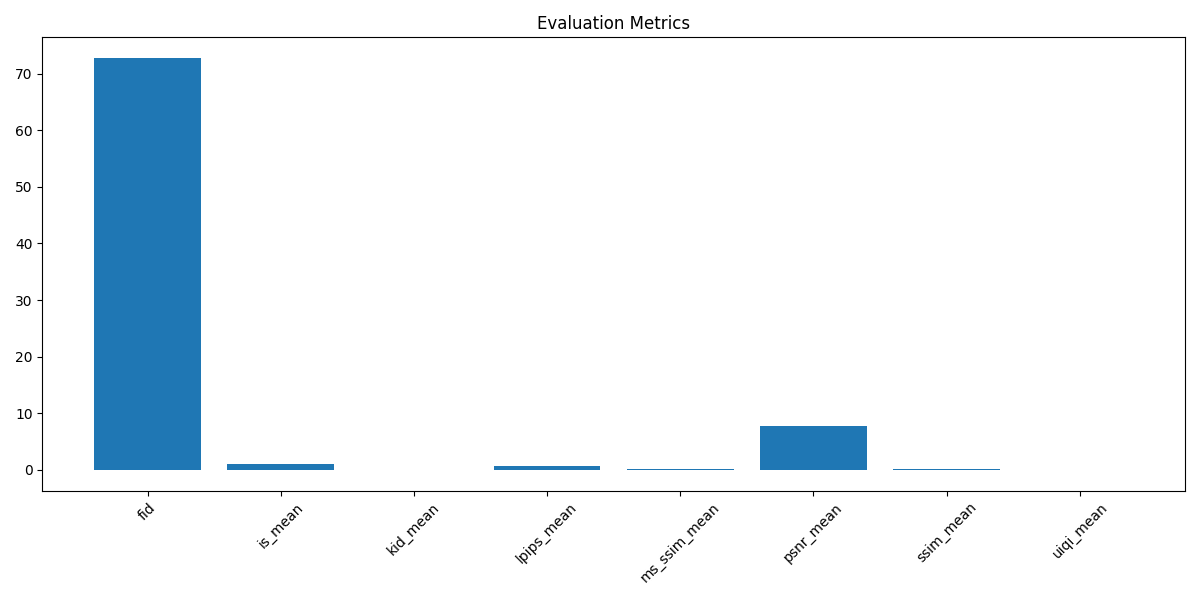 Evaluation Metrics
70
60
50
40
30
20
10
0
fid
is_mean
kid_mean
lpips_mean
ms_ssim_mean
psnr_mean
ssim_mean
uiqi_mean